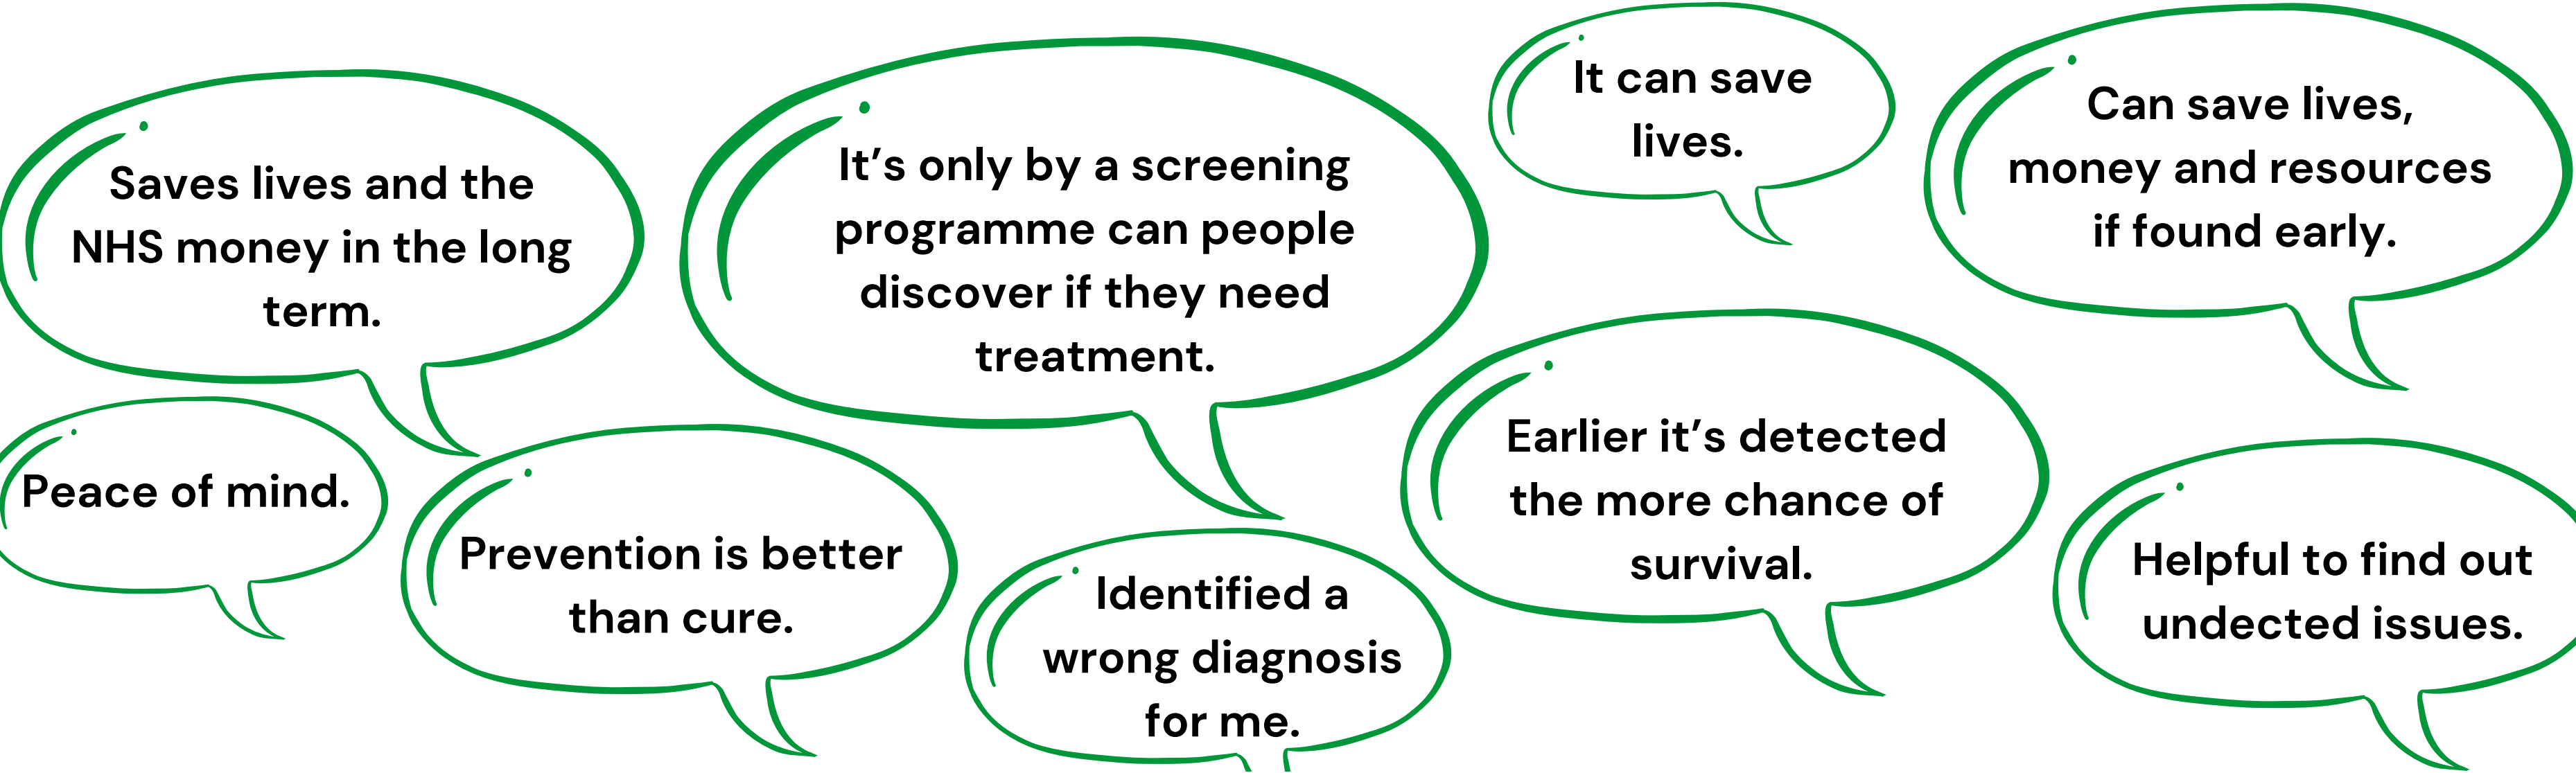 Saves lives and the
NHS money in the long
term.
It’s only by a screening
programme can people
discover if they need
treatment.
It can save
lives.
Can save lives,
money and resources
if found early.
Peace of mind.
Prevention is better
than cure.
Identified a
wrong diagnosis
for me.
Earlier it’s detected
the more chance of
survival.
Helpful to find out
undected issues.